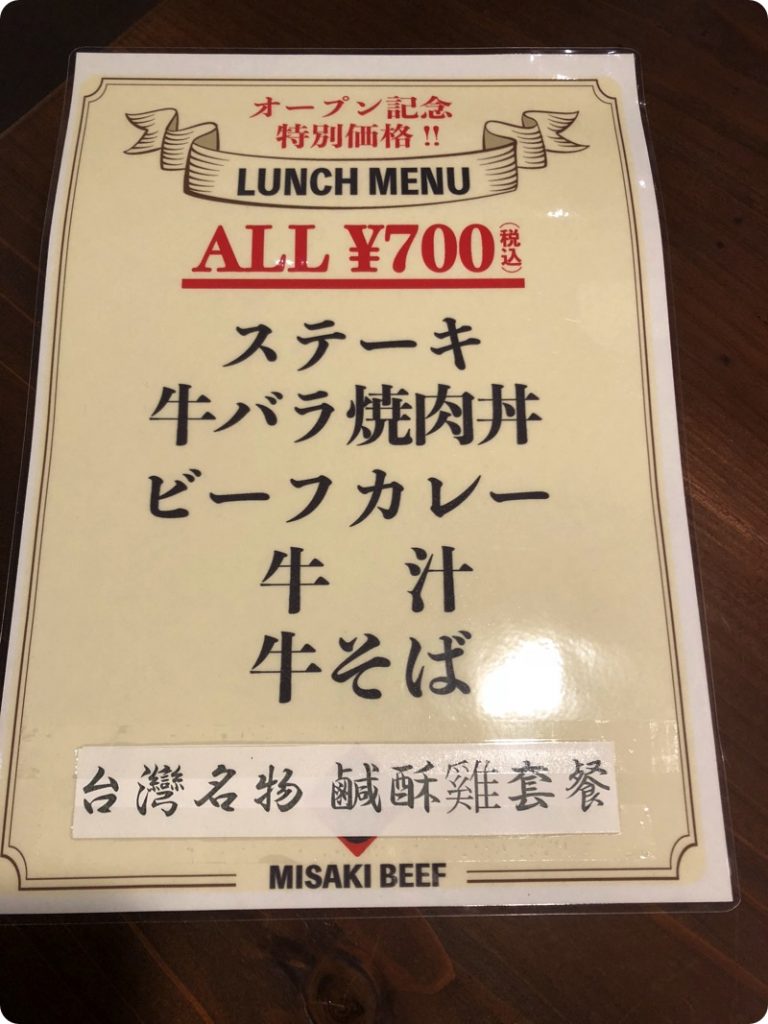 オープン記念
特別価格!!
LUNCH MENU
ALL ¥700(税込)
ステーキ
牛バラ焼肉丼
ビーフカレー
牛 汁
牛そば
台灣名物 鹹酥雞套餐
MISAKI BEEF